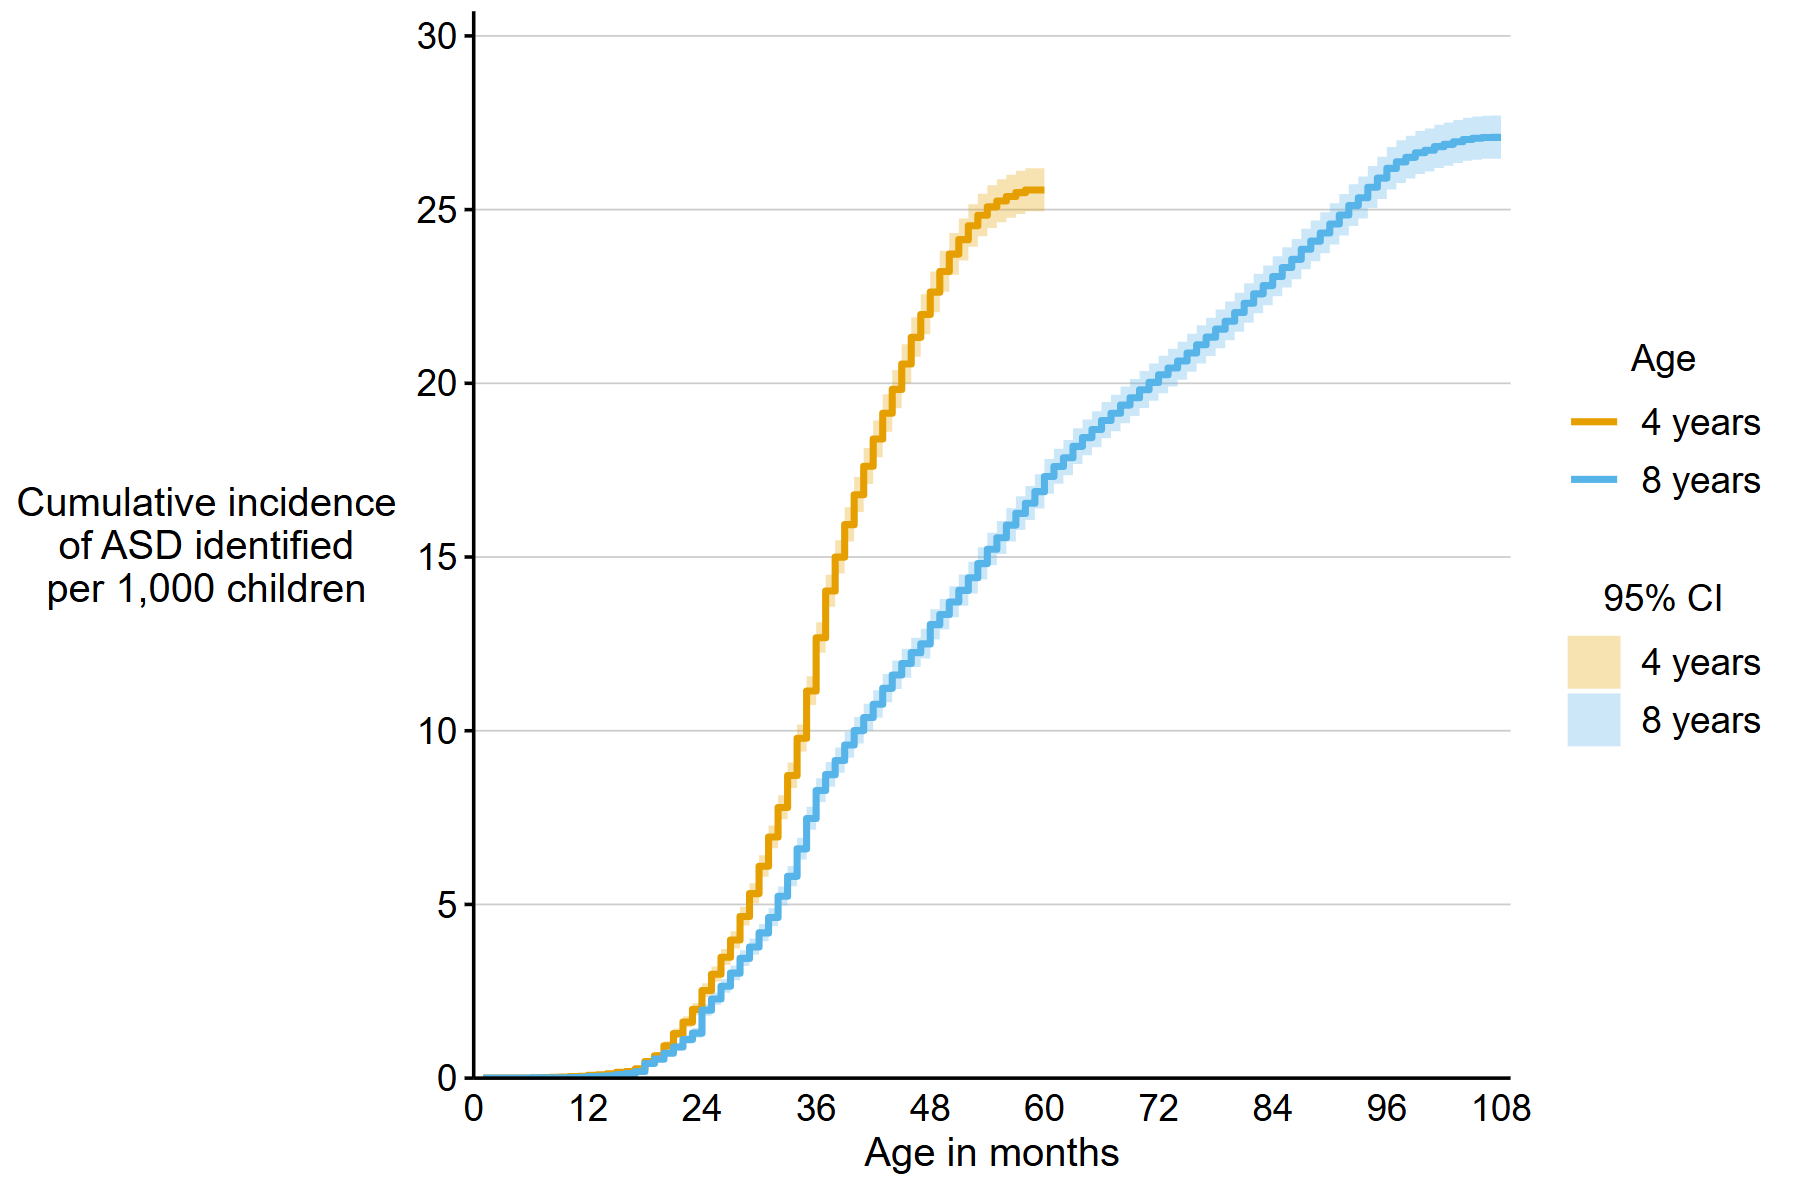 30
25
20
15
10
5
0
Cumulative incidence
of ASD identified
per 1,000 children
0 12 24 36 48 60 72 84 96 108
Age in months
Age
4 years
8 years
95% CI
4 years
8 years